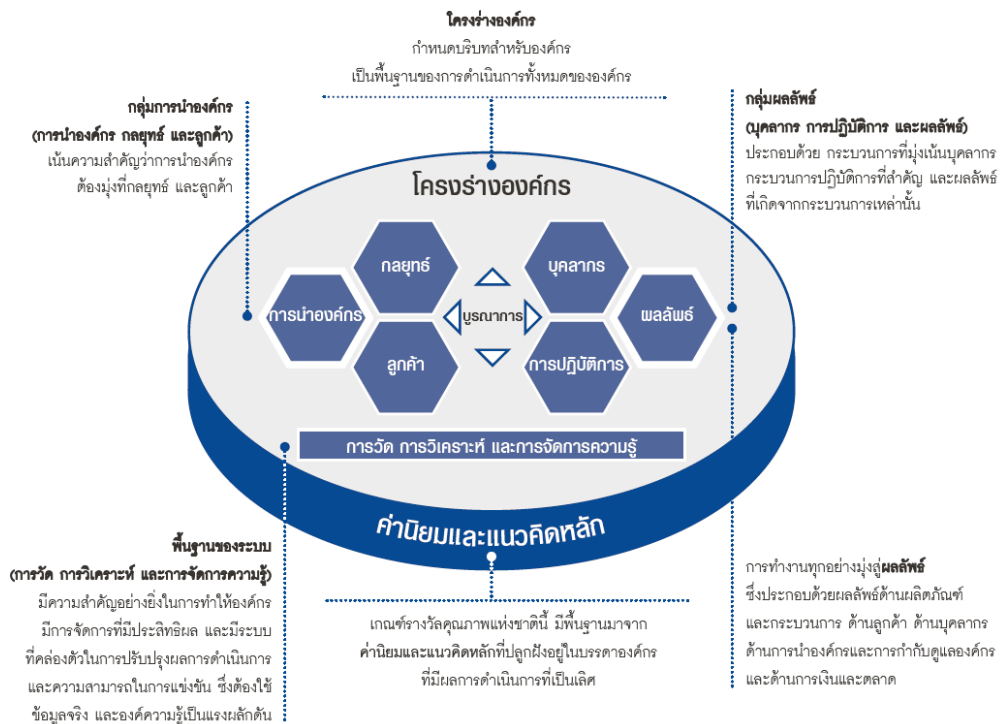 โครงร่างองค์กร
กำหนดบริบทสำหรับองค์กร
เป็นพื้นฐานของการดำเนินการทั้งหมดขององค์กร
กลุ่มการนำองค์กร
(การนำองค์กร กลยุทธ์ และลูกค้า)
เน้นความสำคัญว่าการนำองค์กร
ต้องมุ่งที่กลยุทธ์ และลูกค้า
กลุ่มผลลัพธ์
(บุคลากร การปฏิบัติการ และผลลัพธ์)
ประกอบด้วย กระบวนการที่มุ่งเน้นบุคลากร
กระบวนการปฏิบัติการที่สำคัญ และผลลัพธ์
ที่เกิดจากกระบวนการเหล่านั้น
โครงร่างองค์กร
กลยุทธ์
บุคลากร
การนำองค์กร
บูรณาการ
ผลลัพธ์
ลูกค้า
การปฏิบัติการ
การวัด การวิเคราะห์ และการจัดการความรู้
ค่านิยมและแนวคิดหลัก
พื้นฐานของระบบ
(การวัด การวิเคราะห์ และการจัดการความรู้)
มีความสำคัญอย่างยิ่งในการทำให้องค์กร
มีการจัดการที่มีประสิทธิผล และมีระบบ
ที่คล่องตัวในการปรับปรุงผลการดำเนินการ
และความสามารถในการแข่งขัน ซึ่งต้องใช้
ข้อมูลจริง และองค์ความรู้เป็นแรงผลักดัน
เกณฑ์รางวัลคุณภาพแห่งชาตินี้ มีพื้นฐานมาจาก
ค่านิยมและแนวคิดหลักที่ปลูกฝังอยู่ในบรรดาองค์กร
ที่มีผลการดำเนินการที่เป็นเลิศ
การทำงานทุกอย่างมุ่งสู่ผลลัพธ์
ซึ่งประกอบด้วยผลลัพธ์ด้านผลิตภัณฑ์
และกระบวนการ ด้านลูกค้า ด้านบุคลากร
ด้านการนำองค์กรและการกำกับดูแลองค์กร
และด้านการเงินและตลาด